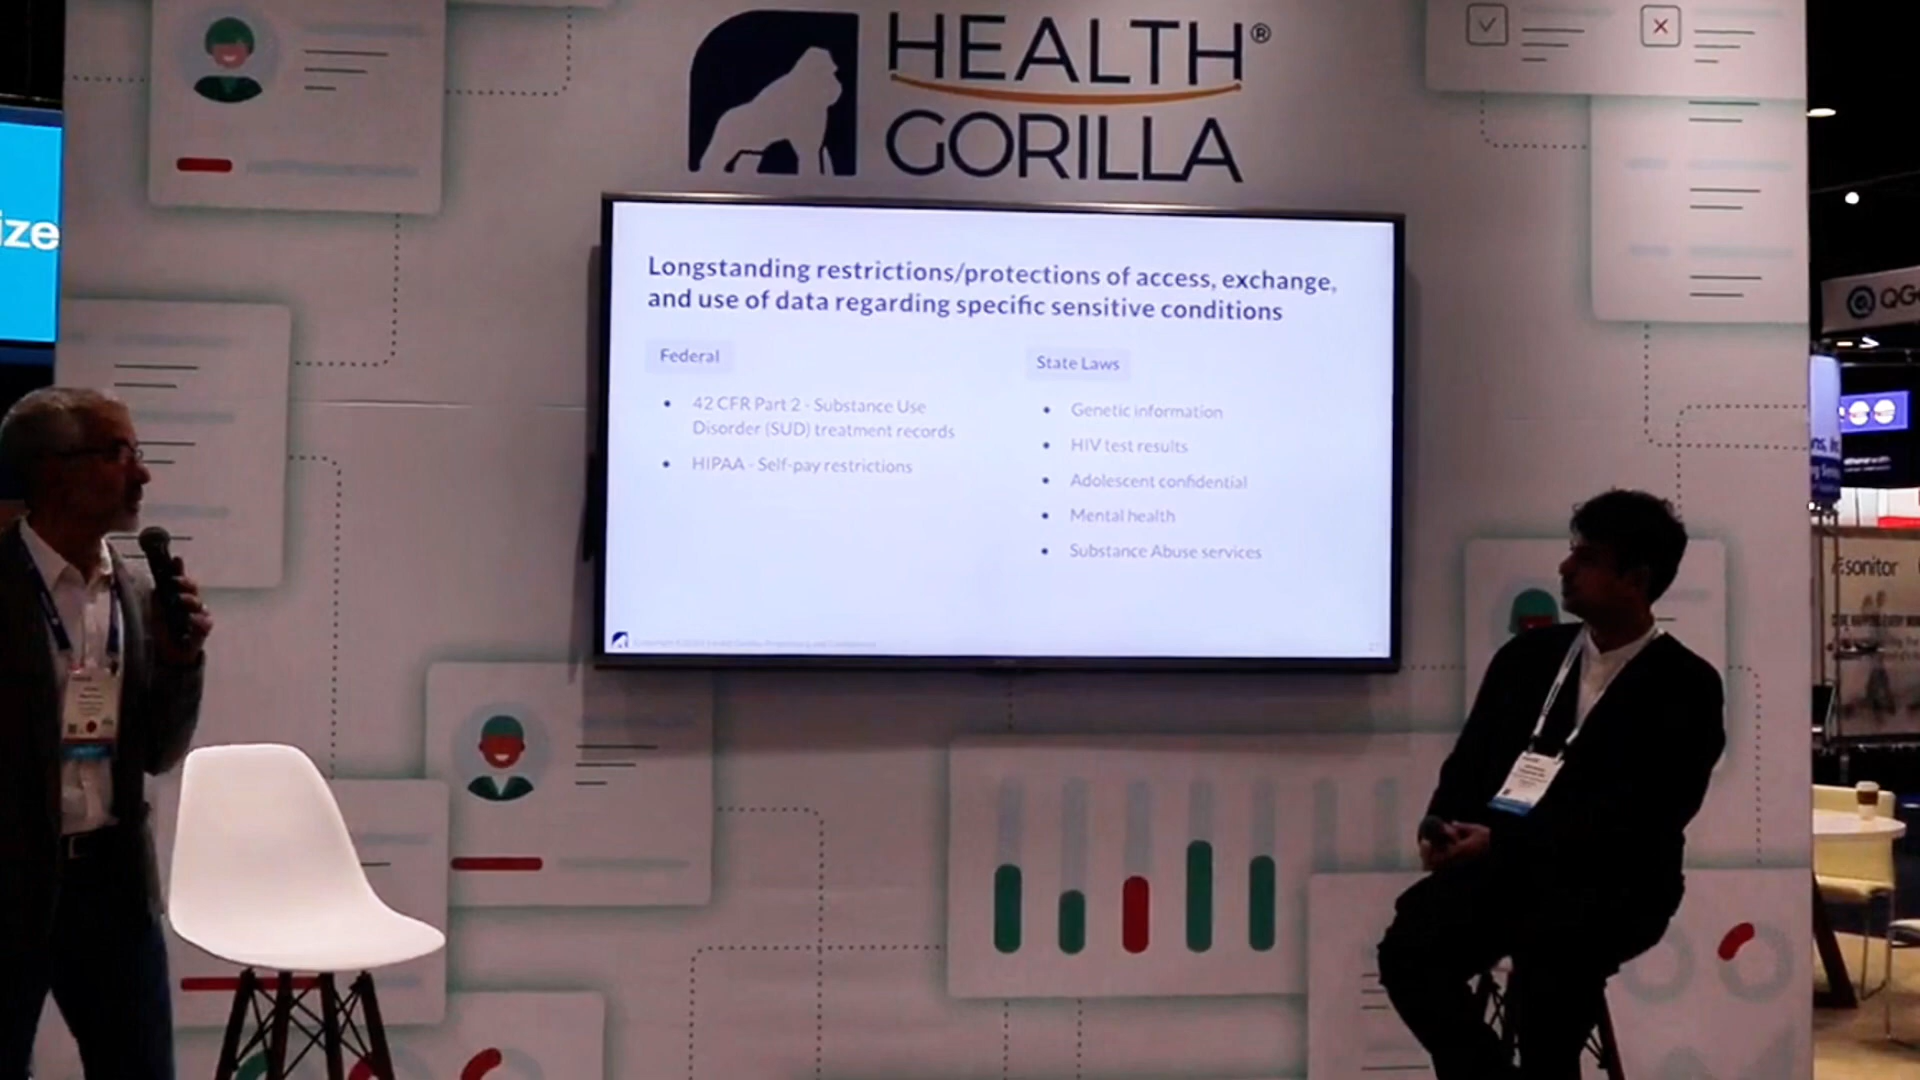 HEALTH®
GORILLA
ize
Longstanding restrictions/protections of access, exchange,
and use of data regarding specific sensitive conditions
Federal
• 42 CFR Part 2 - Substance Use
Disorder (SUD) treatment records
• HIPAA - Self-pay restrictions
State Laws
• Genetic information
• HIV test results
• Adolescent confidential
• Mental health
• Substance Abuse services
QG
sonitor